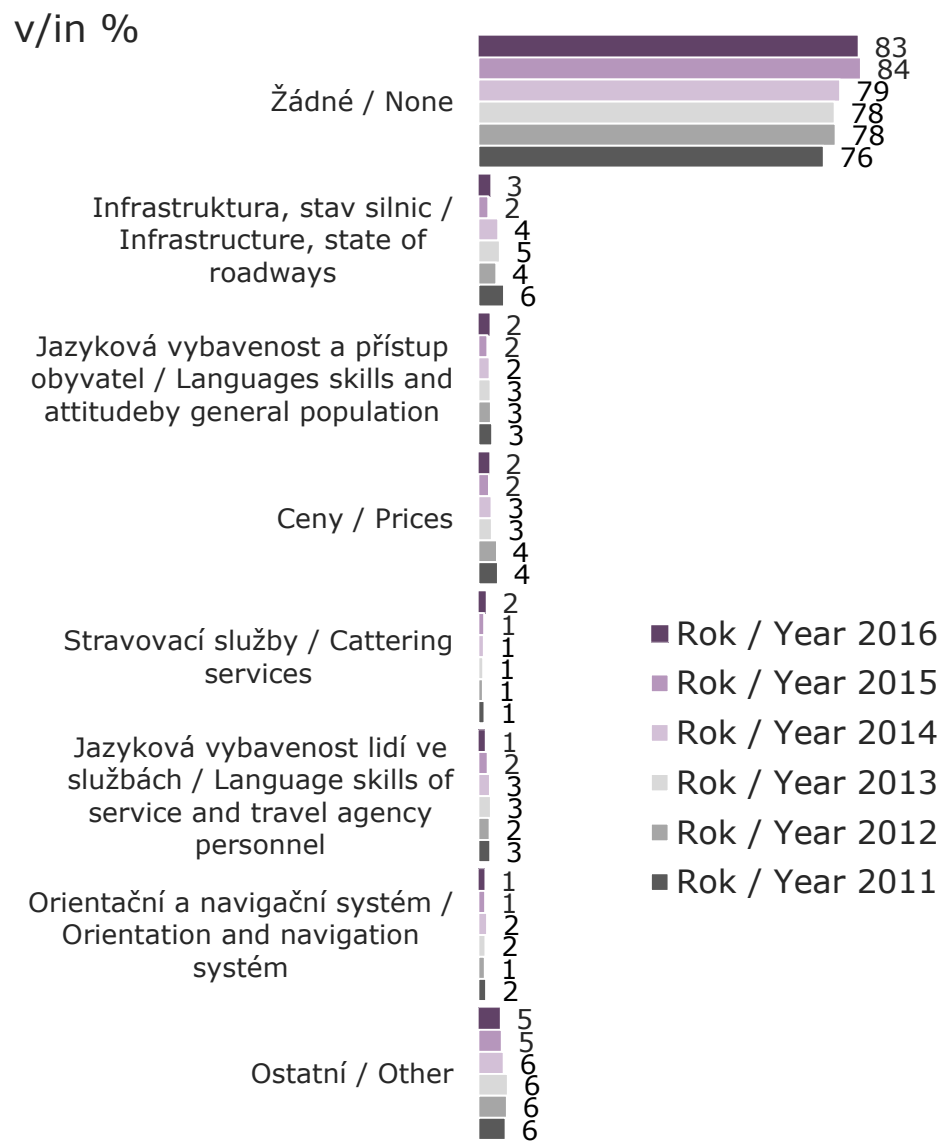 v/in %
Žádné / None
83
84
79
78
78
76
Infrastruktura, stav silnic /
Infrastructure, state of
roadways
3
2
4
5
4
6
Jazyková vybavenost a přístup
obyvatel / Languages skills and
attitudeby general population
2
2
2
3
3
3
Ceny / Prices
2
2
3
3
4
4
Stravovací služby / Cattering
services
2
1
1
1
1
1
Jazyková vybavenost lidí ve
službách / Language skills of
service and travel agency
personnel
1
2
3
3
2
3
Orientační a navigační systém /
Orientation and navigation
systém
1
1
2
2
1
2
Ostatní / Other
5
5
6
6
6
6
Rok / Year 2016
Rok / Year 2015
Rok / Year 2014
Rok / Year 2013
Rok / Year 2012
Rok / Year 2011